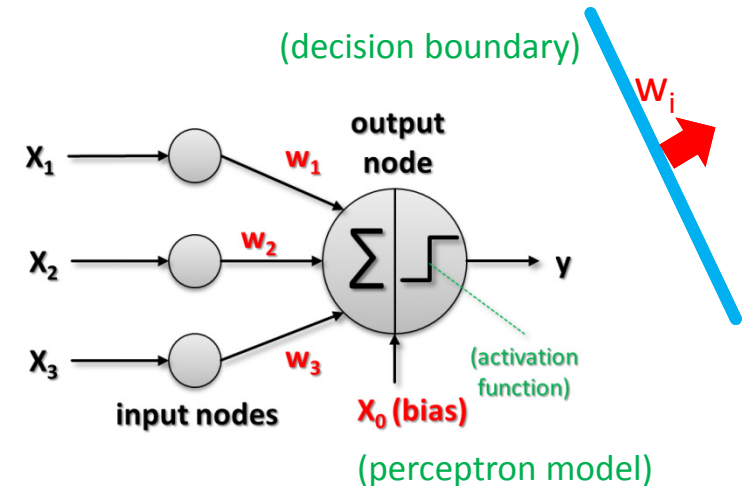 (decision boundary)
wᵢ
output
node
X₁
w₁
X₂
w₂
Σ
y
X₃
w₃
(activation
function)
input nodes
X₀ (bias)
(perceptron model)